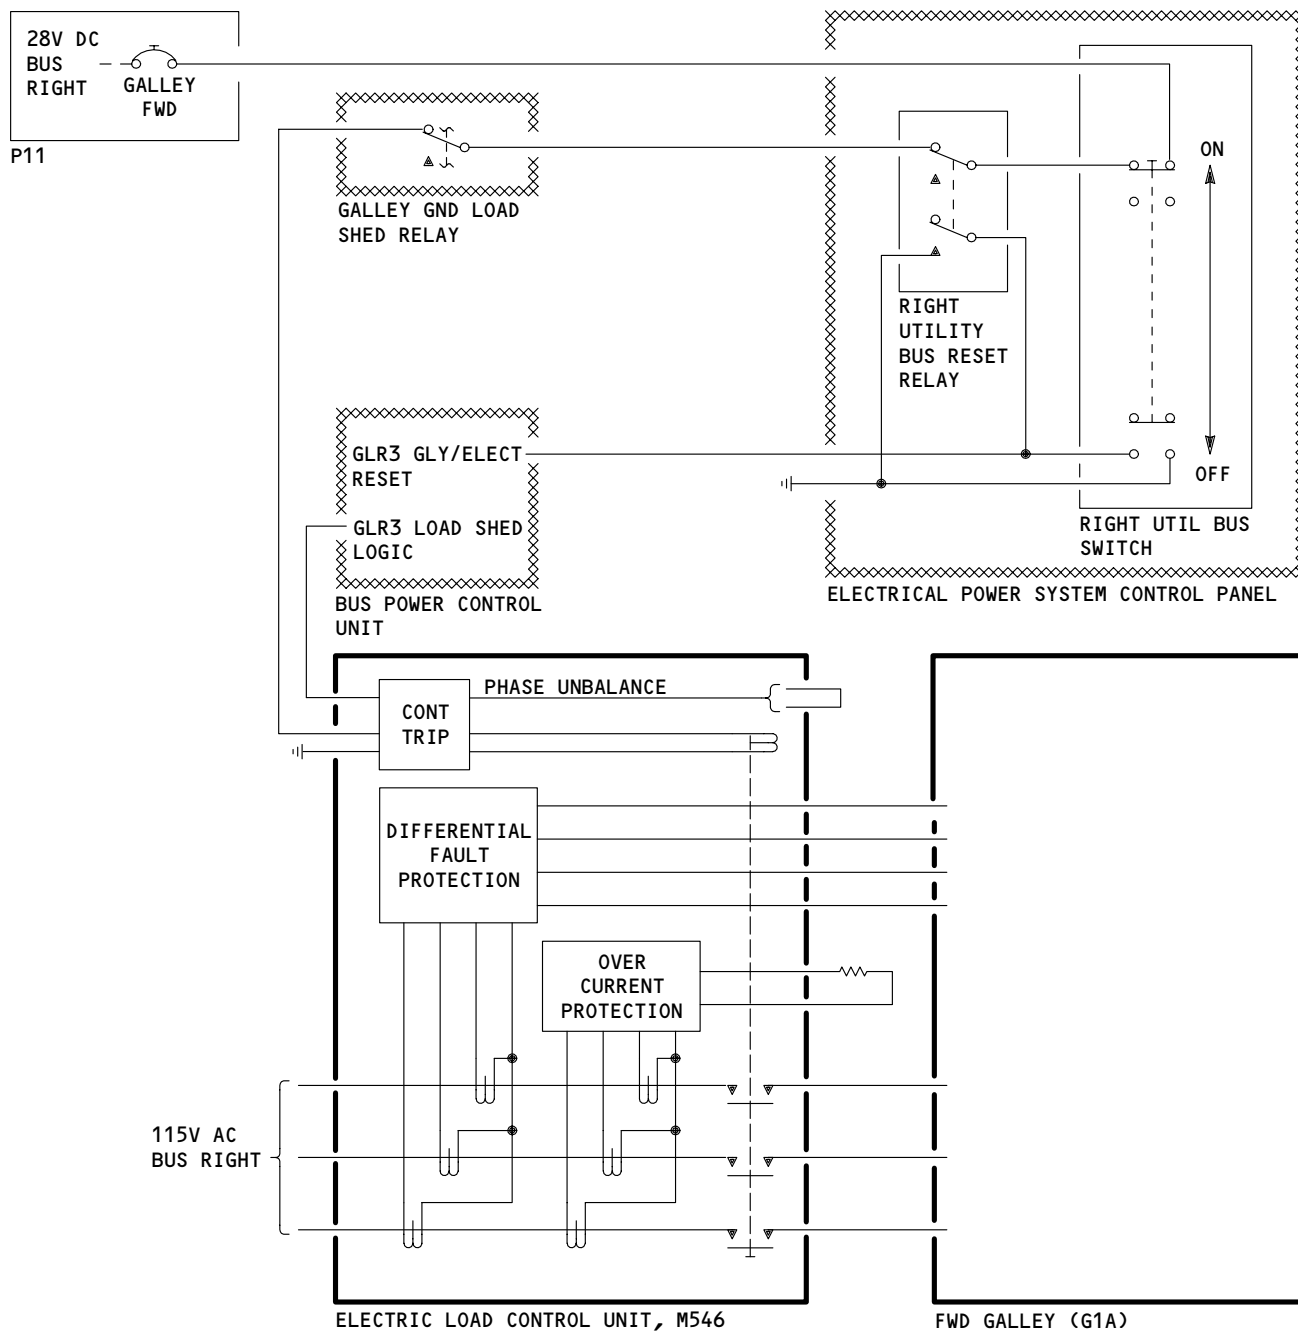 28V DC
BUS
RIGHT
GALLEY
FWD
P11
GALLEY GND LOAD
SHED RELAY
ON
RIGHT
UTILITY
BUS RESET
RELAY
GLR3 GLY/ELECT
RESET
GLR3 LOAD SHED
LOGIC
OFF
RIGHT UTIL BUS
SWITCH
BUS POWER CONTROL
UNIT
ELECTRICAL POWER SYSTEM CONTROL PANEL
PHASE UNBALANCE
CONT
TRIP
DIFFERENTIAL
FAULT
PROTECTION
OVER
CURRENT
PROTECTION
115V AC
BUS RIGHT
ELECTRIC LOAD CONTROL UNIT, M546
FWD GALLEY (G1A)